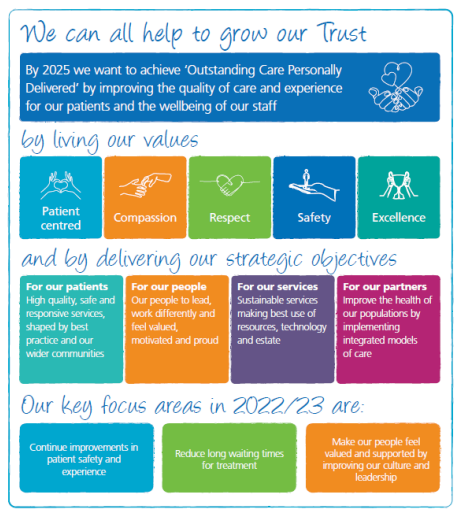 We can all help to grow our Trust
By 2025 we want to achieve ‘Outstanding Care Personally
Delivered’ by improving the quality of care and experience
for our patients and the wellbeing of our staff
by living our values
Patient
centred
Compassion
Respect
Safety
Excellence
and by delivering our strategic objectives
For our patients
High quality, safe and
responsive services,
shaped by best
practice and our
wider communities
For our people
Our people to lead,
work differently and
feel valued,
motivated and proud
For our services
Sustainable services
making best use of
resources, technology
and estate
For our partners
Improve the health of
our populations by
implementing
integrated models
of care
Our key focus areas in 2022/23 are:
Continue improvements in
patient safety and
experience
Reduce long waiting times
for treatment
Make our people feel
valued and supported by
improving our culture and
leadership